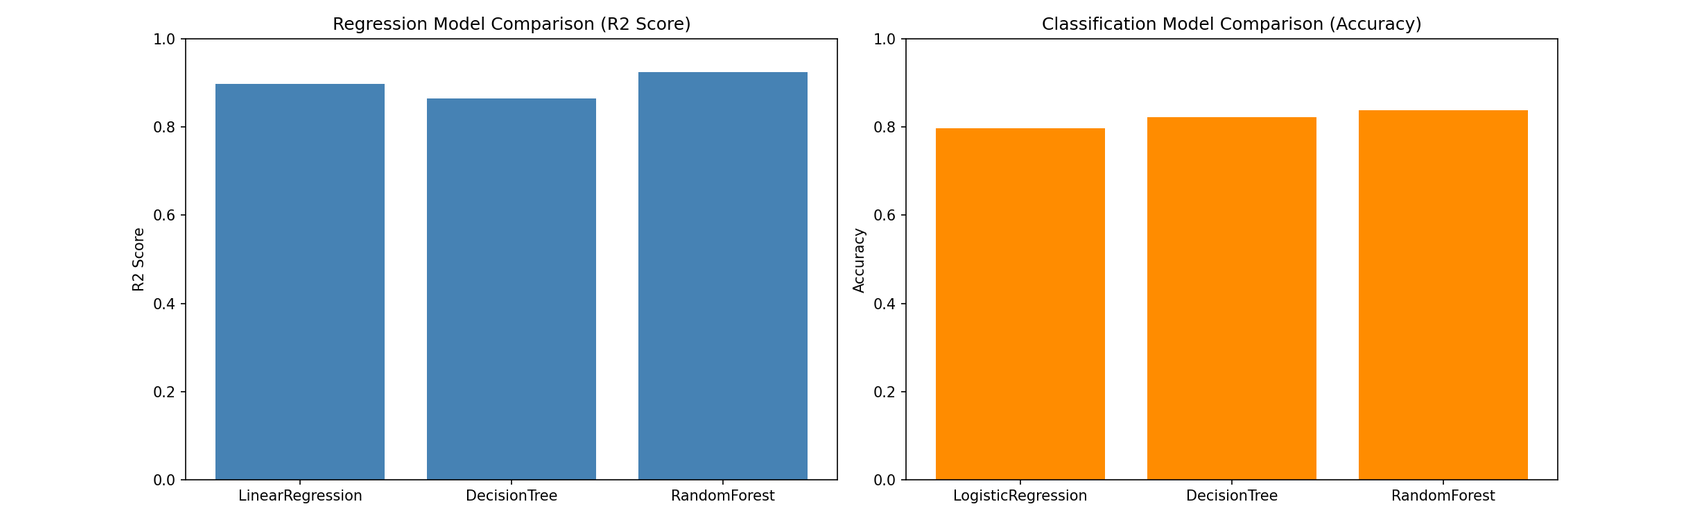 Regression Model Comparison (R2 Score)
1.0
0.8
0.6
0.4
0.2
0.0
R2 Score
LinearRegression
DecisionTree
RandomForest
Classification Model Comparison (Accuracy)
1.0
0.8
0.6
0.4
0.2
0.0
Accuracy
LogisticRegression
DecisionTree
RandomForest